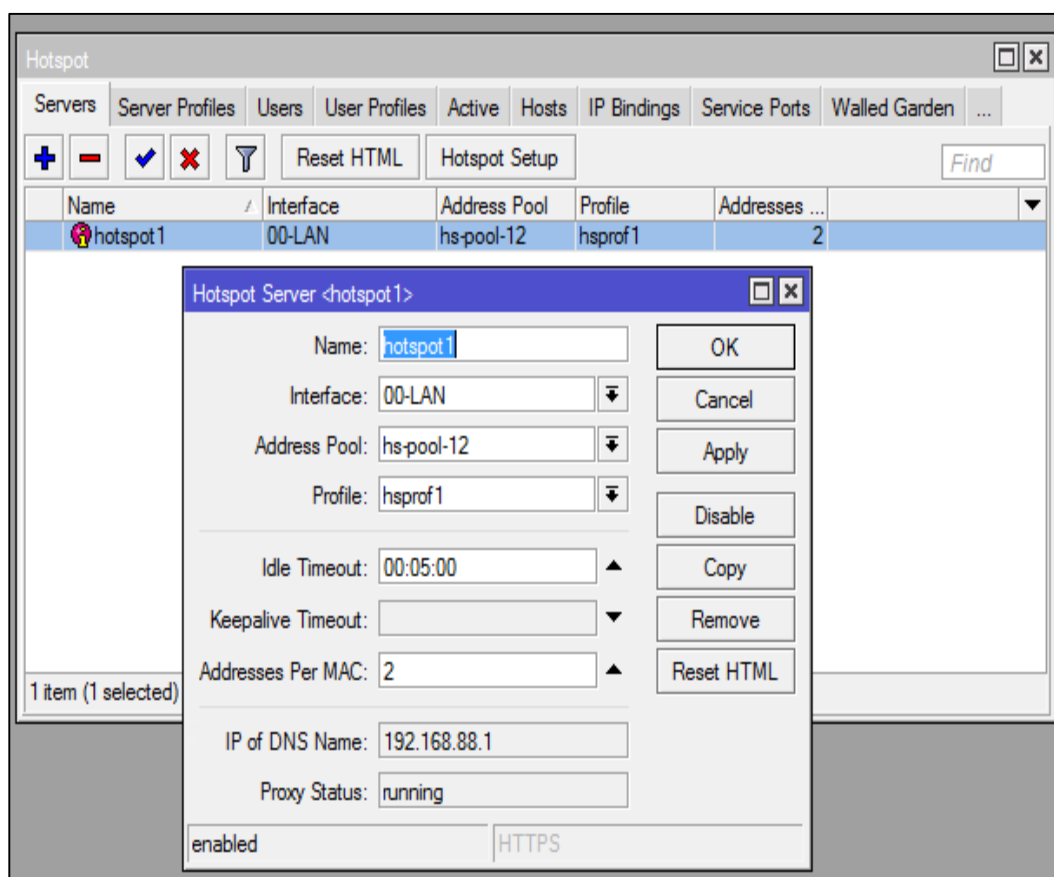 Hotspot
Servers Server Profiles Users User Profiles Active Hosts IP Bindings Service Ports Walled Garden ...
Reset HTML Hotspot Setup Find
Name Interface Address Pool Profile Addresses ...
hotspot1 00-LAN hs-pool-12 hsprof1 2
Hotspot Server <hotspot1>
Name: hotspot1 OK
Interface: 00-LAN Cancel
Address Pool: hs-pool-12 Apply
Profile: hsprof1
Disable
Idle Timeout: 00:05:00 Copy
Keepalive Timeout: Remove
Addresses Per MAC: 2 Reset HTML
1 item (1 selected)
IP of DNS Name: 192.168.88.1
Proxy Status: running
enabled HTTPS